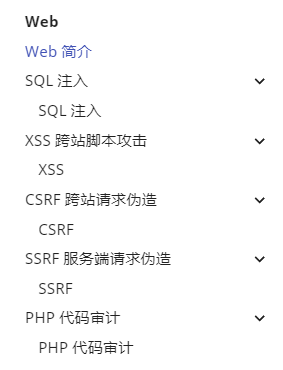 Web
Web 简介
SQL 注入
SQL 注入
XSS 跨站脚本攻击
XSS
CSRF 跨站请求伪造
CSRF
SSRF 服务端请求伪造
SSRF
PHP 代码审计
PHP 代码审计